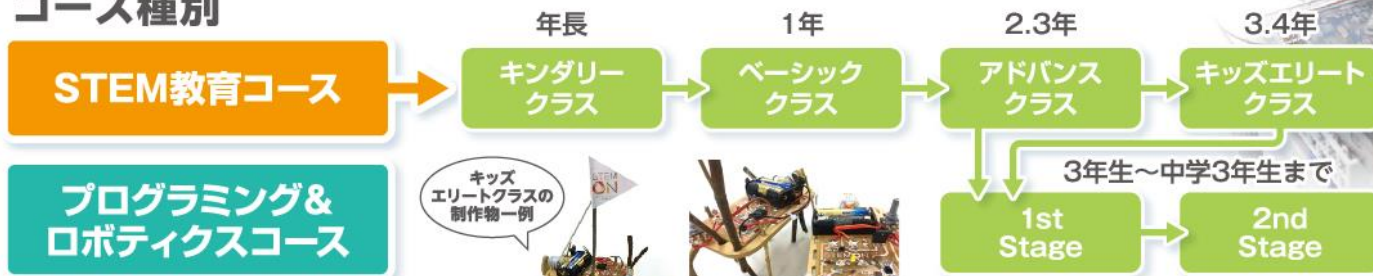 コース種別
年長
1年
2.3年
3.4年
STEM教育コース
キンダリー
クラス
ベーシック
クラス
アドバンス
クラス
キッズエリート
クラス
3年生～中学3年生まで
プログラミング&
ロボティクスコース
キッズ
エリートクラスの
制作物一例
STEM
ON
1st
Stage
2nd
Stage